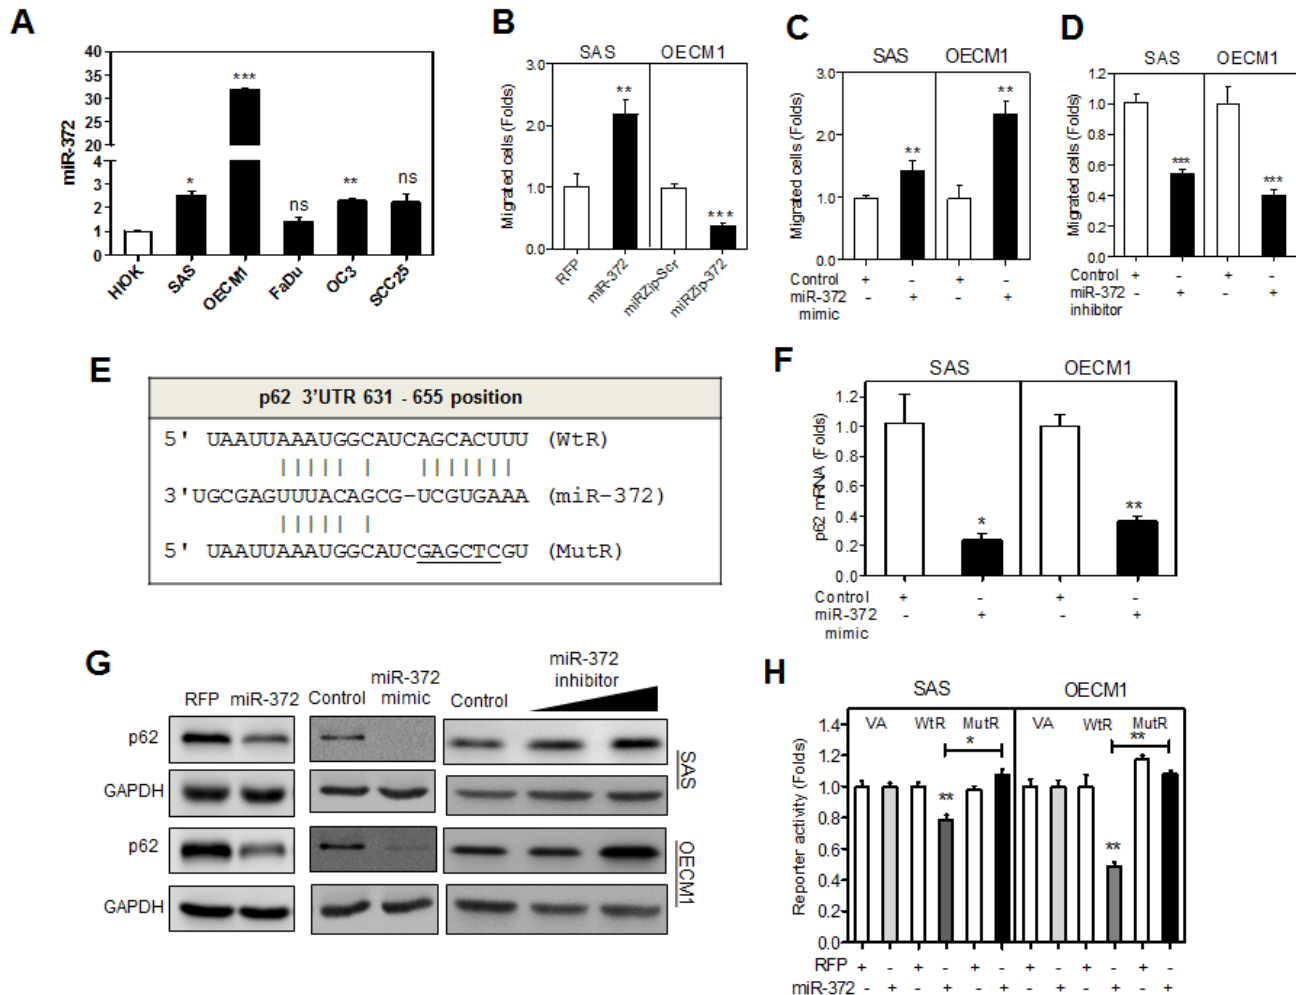 A
miR-372
40
35
30
25
20
4
3
2
1
0
*
***
ns
**
ns
HIOK
SAS
OECM1
FaDu
OC3
SCC25
B
SAS
OECM1
Migrated cells (Folds)
3.0
2.0
1.0
0.0
**
***
RFP
miR-372
miRZip-Scr
miRZip-372
C
SAS
OECM1
Migrated cells (Folds)
3.0
2.0
1.0
0.0
**
**
Control + - + -
miR-372 - + - +
mimic
D
SAS
OECM1
Migrated cells (Folds)
1.2
1.0
0.8
0.6
0.4
0.2
0.0
***
***
Control + - + -
miR-372 - + - +
inhibitor
E
p62 3'UTR 631 - 655 position
5' UAAUUAAAUGGCAUCAGCACUUU (WtR)
3'UGCGAGUUUACAGCG-UCGUGAAA (miR-372)
5' UAAUUAAAUGGCAUCGAGCTCGU (MutR)
F
SAS
OECM1
p62 mRNA (Folds)
1.2
1.0
0.8
0.6
0.4
0.2
0.0
*
**
Control + - + -
miR-372 - + - +
mimic
G
RFP miR-372
Control miR-372 mimic
Control miR-372 inhibitor
p62
GAPDH
SAS
p62
GAPDH
OECM1
H
SAS
OECM1
Reporter activity (Folds)
1.4
1.2
1.0
0.8
0.6
0.4
0.2
0.0
VA WtR MutR VA WtR MutR
** * ** **
RFP + - + - + - + - + - + -
miR-372 - + - + - + - + - + - +